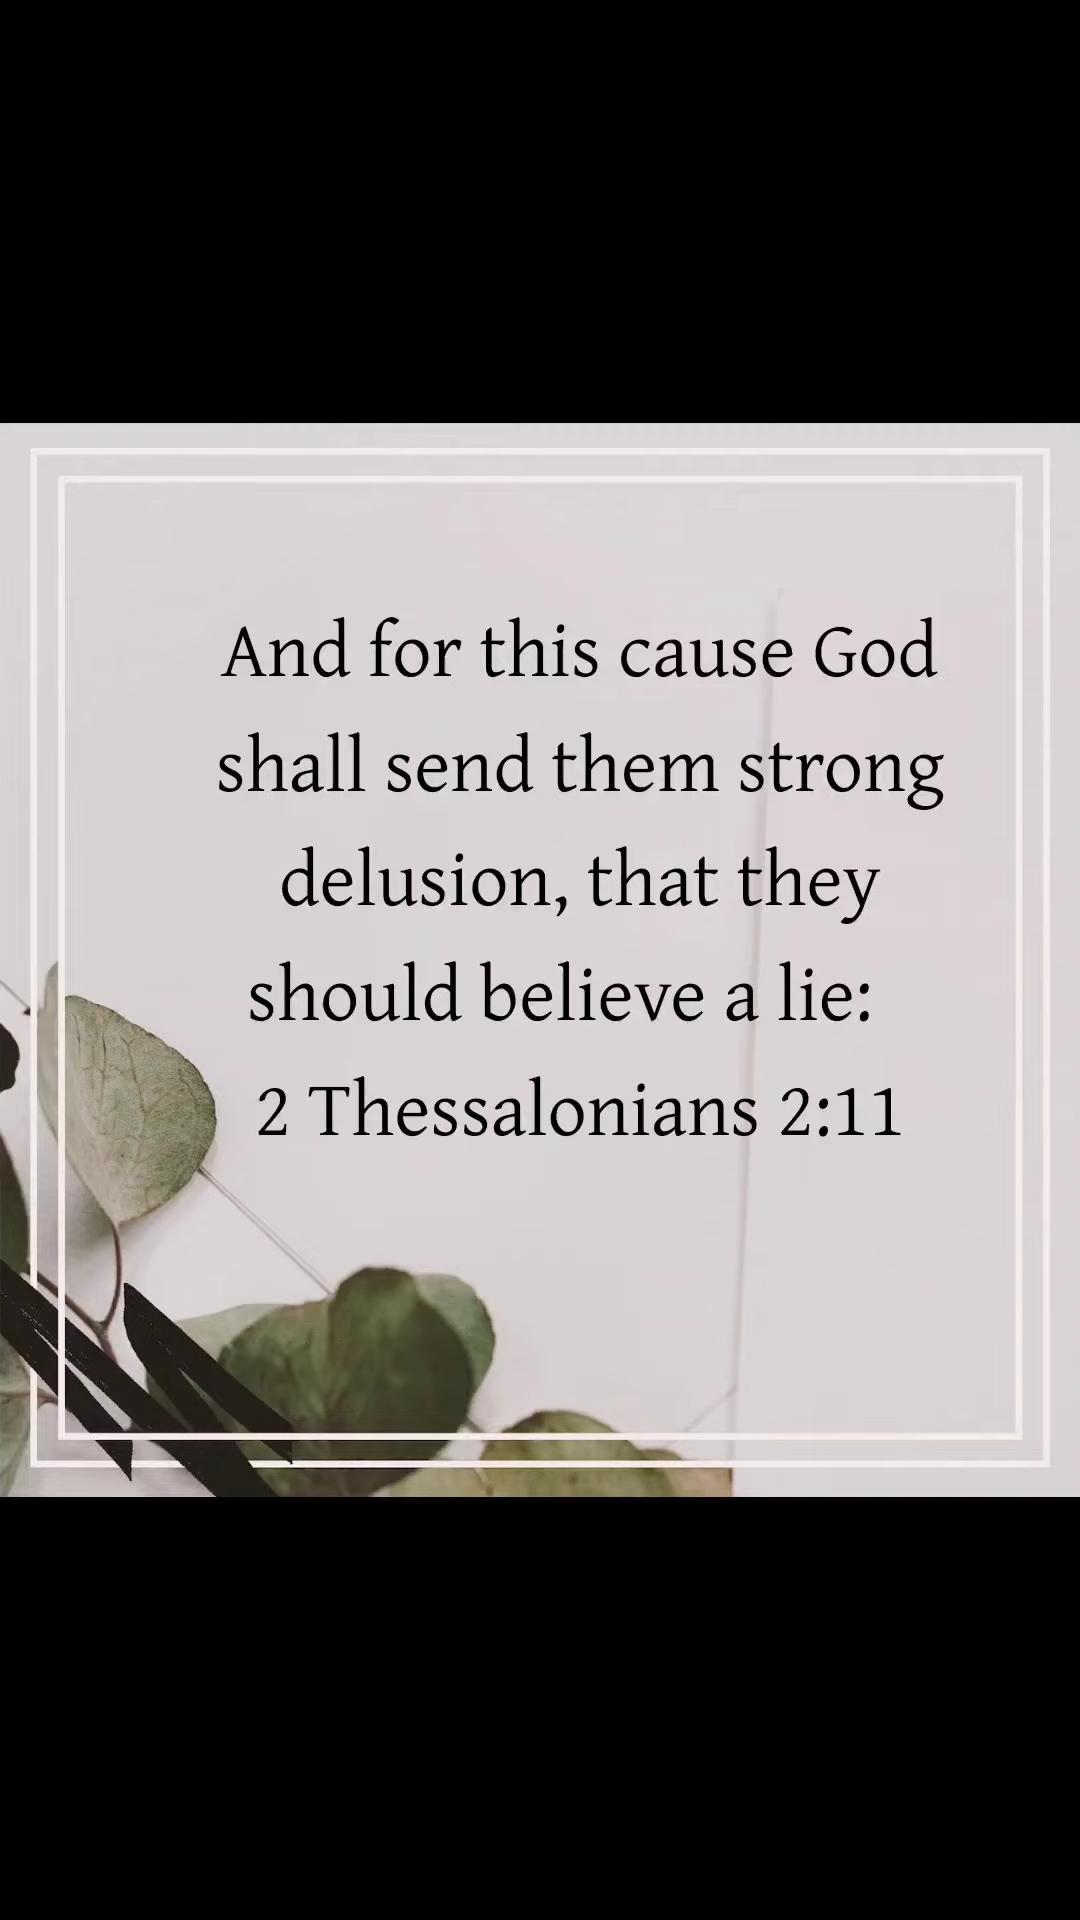 And for this cause God
shall send them strong
delusion, that they
should believe a lie:
2 Thessalonians 2:11